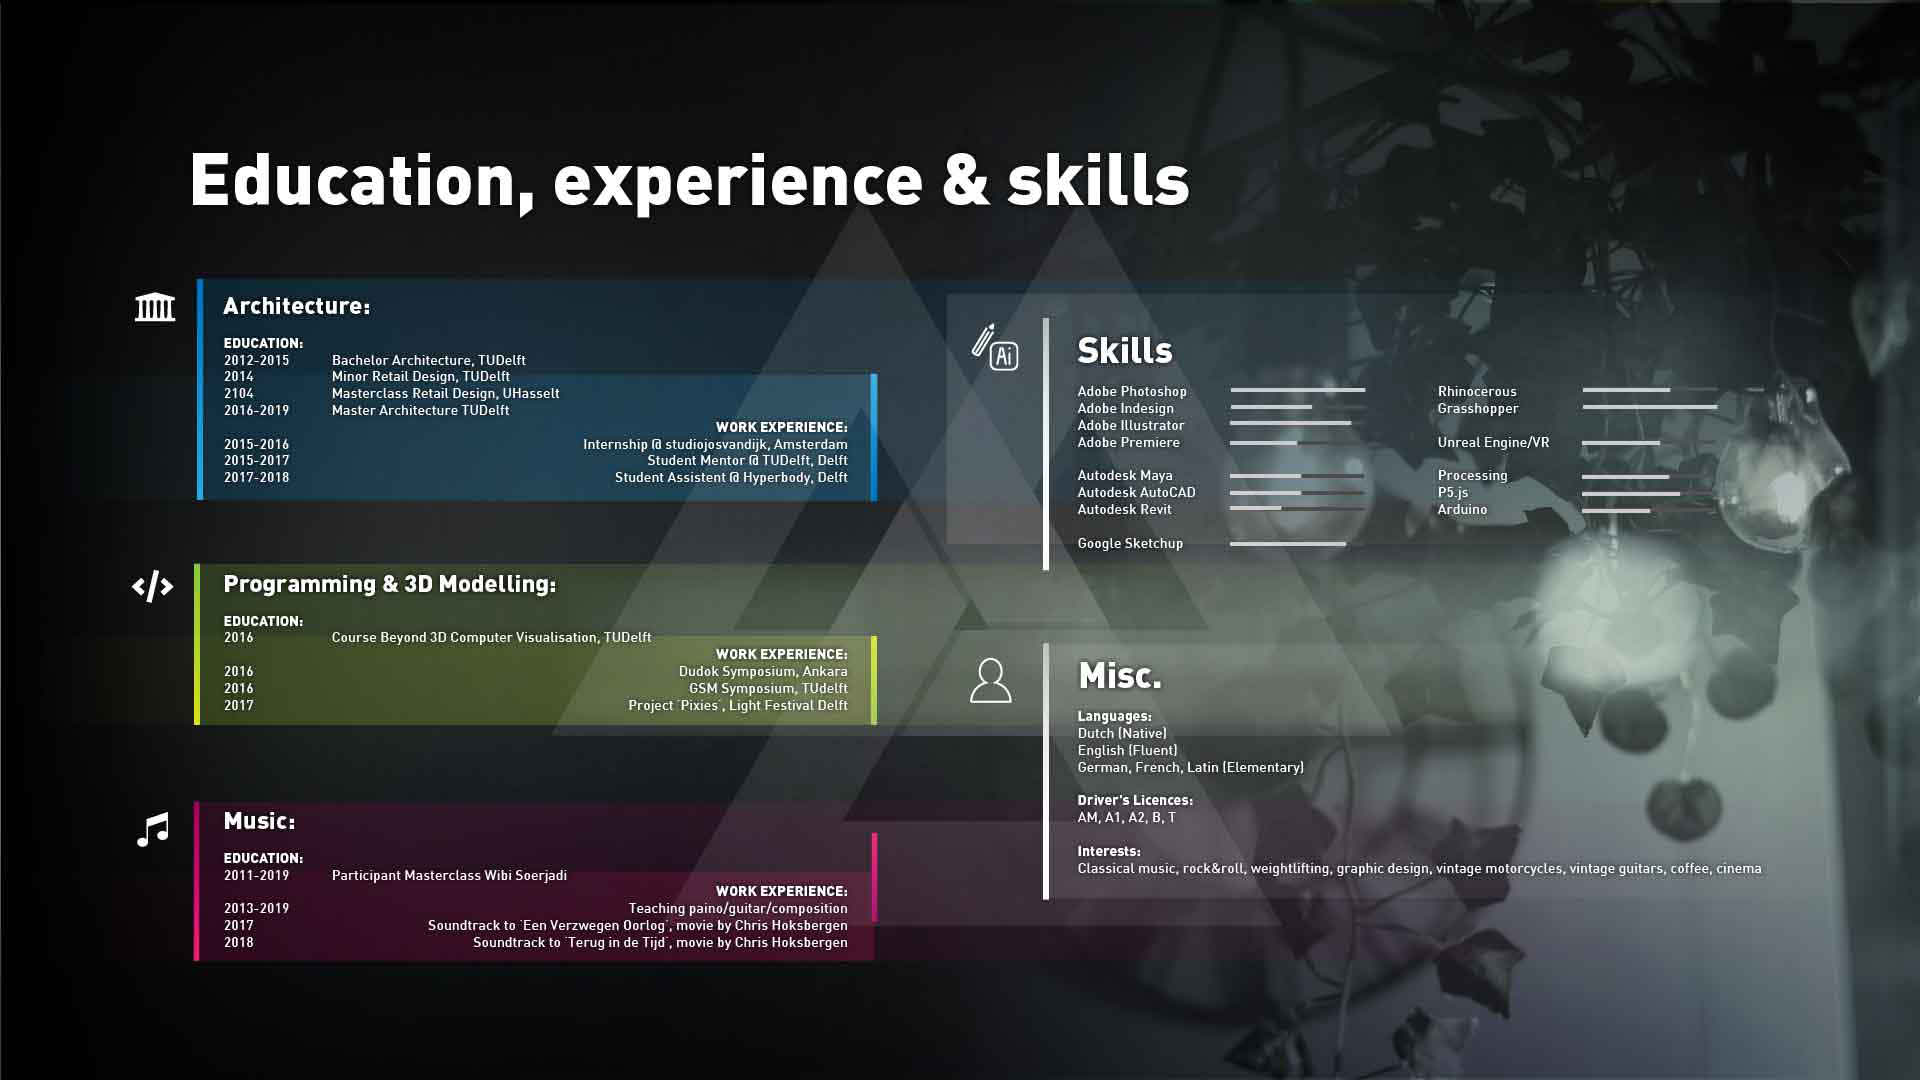 Education, experience & skills
Architecture:
EDUCATION:
2012-2015 Bachelor Architecture, TUDelft
2014 Minor Retail Design, TUDelft
2104 Masterclass Retail Design, UHasselt
2016-2019 Master Architecture TUDelft
WORK EXPERIENCE:
2015-2016 Internship @ studiojosvandijk, Amsterdam
2015-2017 Student Mentor @ TUDelft, Delft
2017-2018 Student Assistent @ Hyperbody, Delft
Programming & 3D Modelling:
EDUCATION:
2016 Course Beyond 3D Computer Visualisation, TUDelft
WORK EXPERIENCE:
2016 Dudok Symposium, Ankara
2016 GSM Symposium, TUdelft
2017 Project 'Pixies', Light Festival Delft
Music:
EDUCATION:
2011-2019 Participant Masterclass Wibi Soerjadi
WORK EXPERIENCE:
2013-2019 Teaching paino/guitar/composition
2017 Soundtrack to 'Een Verzwegen Oorlog', movie by Chris Hoksbergen
2018 Soundtrack to 'Terug in de Tijd', movie by Chris Hoksbergen
Ai
Skills
Adobe Photoshop
Adobe Indesign
Adobe Illustrator
Adobe Premiere
Autodesk Maya
Autodesk AutoCAD
Autodesk Revit
Google Sketchup
Rhinocerous
Grasshopper
Unreal Engine/VR
Processing
P5.js
Arduino
Misc.
Languages:
Dutch (Native)
English (Fluent)
German, French, Latin (Elementary)
Driver's Licences:
AM, A1, A2, B, T
Interests:
Classical music, rock&roll, weightlifting, graphic design, vintage motorcycles, vintage guitars, coffee, cinema